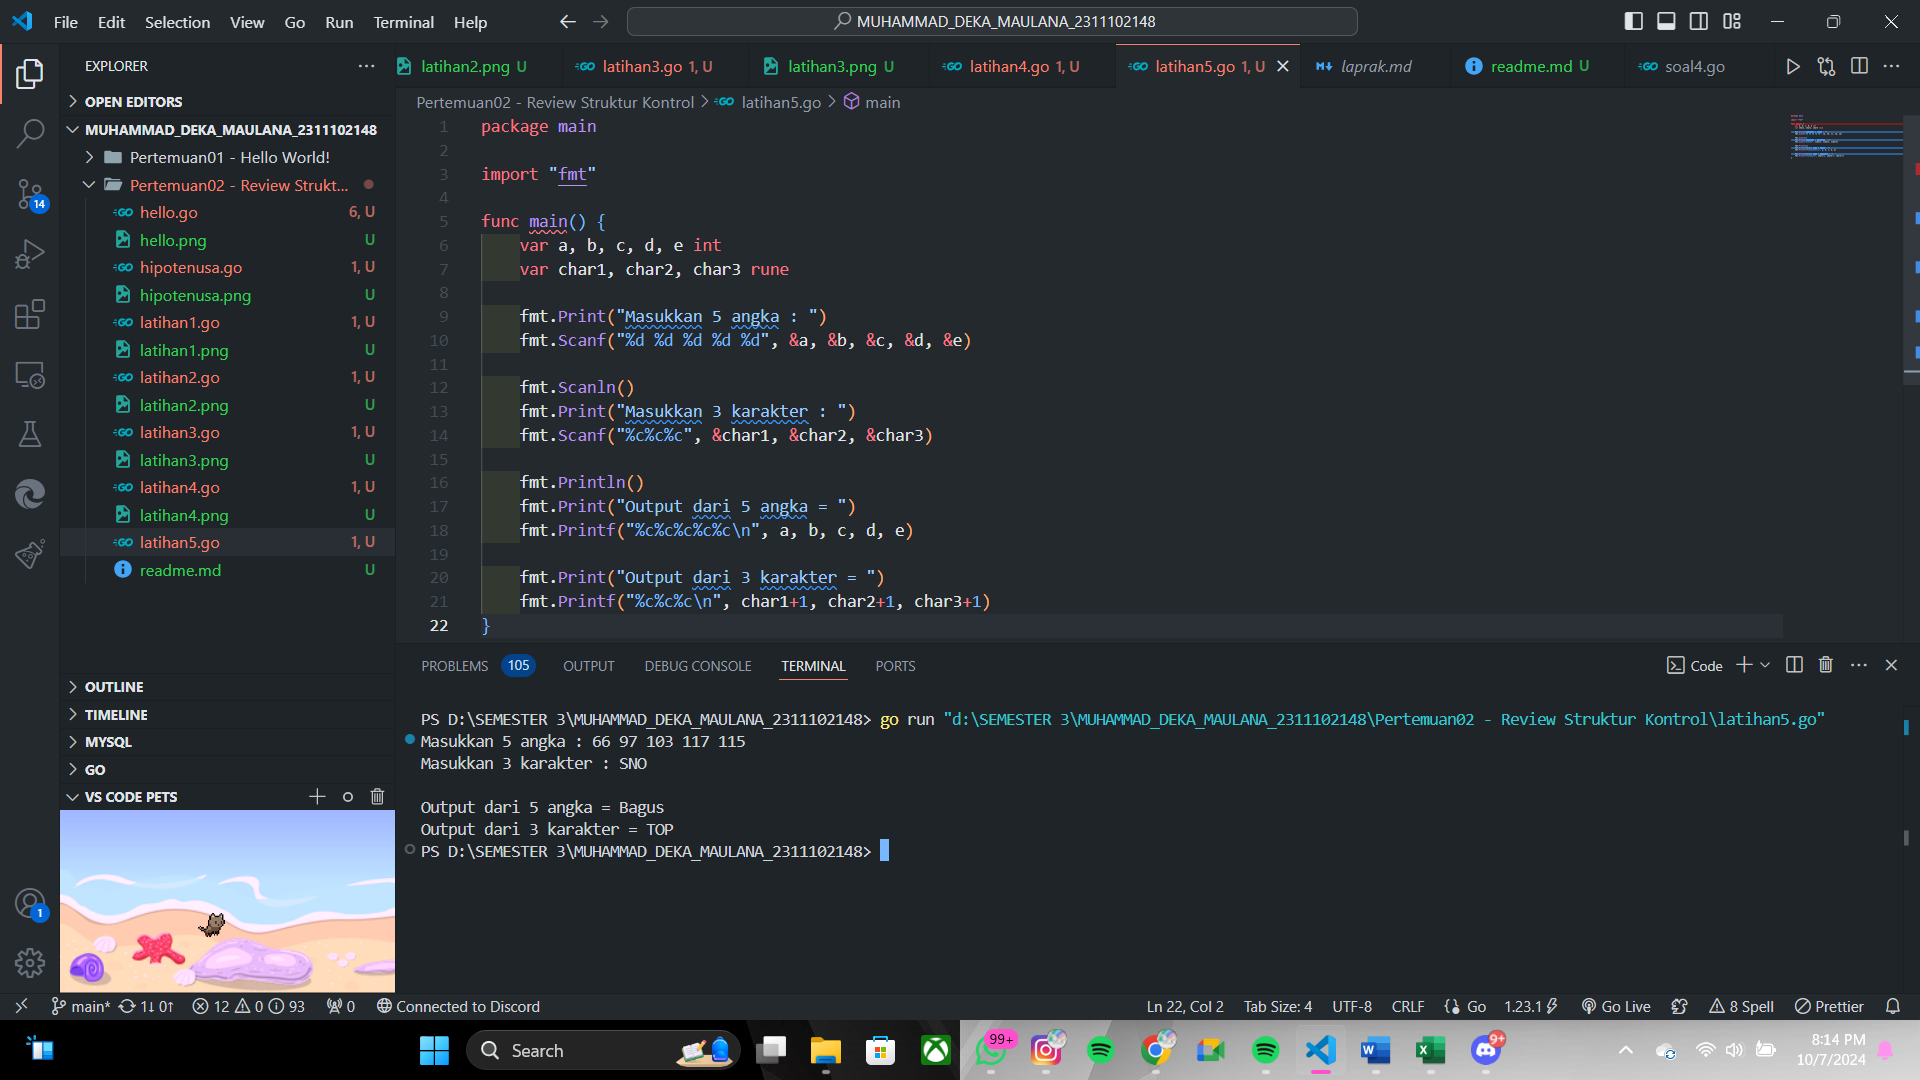 File Edit Selection View Go Run Terminal Help
MUHAMMAD_DEKA_MAULANA_2311102148
EXPLORER
OPEN EDITORS
MUHAMMAD_DEKA_MAULANA_2311102148
Pertemuan01 - Hello World!
Pertemuan02 - Review Strukt...
hello.go 6, U
hello.png U
hipotenusa.go 1, U
hipotenusa.png U
latihan1.go 1, U
latihan1.png U
latihan2.go 1, U
latihan2.png U
latihan3.go 1, U
latihan3.png U
latihan4.go 1, U
latihan4.png U
latihan5.go 1, U
readme.md U
OUTLINE
TIMELINE
MYSQL
GO
VS CODE PETS
14
1
latihan2.png U latihan3.go 1, U latihan3.png U latihan4.go 1, U latihan5.go 1, U laprak.md readme.md U soal4.go
Pertemuan02 - Review Struktur Kontrol > latihan5.go > main
1 package main
2
3 import "fmt"
4
5 func main() {
6 var a, b, c, d, e int
7 var char1, char2, char3 rune
8
9 fmt.Print("Masukkan 5 angka : ")
10 fmt.Scanf("%d %d %d %d %d", &a, &b, &c, &d, &e)
11
12 fmt.Scanln()
13 fmt.Print("Masukkan 3 karakter : ")
14 fmt.Scanf("%c%c%c", &char1, &char2, &char3)
15
16 fmt.Println()
17 fmt.Print("Output dari 5 angka = ")
18 fmt.Printf("%c%c%c%c%c\n", a, b, c, d, e)
19
20 fmt.Print("Output dari 3 karakter = ")
21 fmt.Printf("%c%c%c\n", char1+1, char2+1, char3+1)
22 }
PROBLEMS 105 OUTPUT DEBUG CONSOLE TERMINAL PORTS
Code
PS D:\SEMESTER 3\MUHAMMAD_DEKA_MAULANA_2311102148> go run "d:\SEMESTER 3\MUHAMMAD_DEKA_MAULANA_2311102148\Pertemuan02 - Review Struktur Kontrol\latihan5.go"
Masukkan 5 angka : 66 97 103 117 115
Masukkan 3 karakter : SNO
Output dari 5 angka = Bagus
Output dari 3 karakter = TOP
PS D:\SEMESTER 3\MUHAMMAD_DEKA_MAULANA_2311102148>
main* 1↓ 0↑ 12 0 93 0 Connected to Discord
Ln 22, Col 2 Tab Size: 4 UTF-8 CRLF {} Go 1.23.1 Go Live 8 Spell Prettier
Search
99+
9+
8:14 PM
10/7/2024